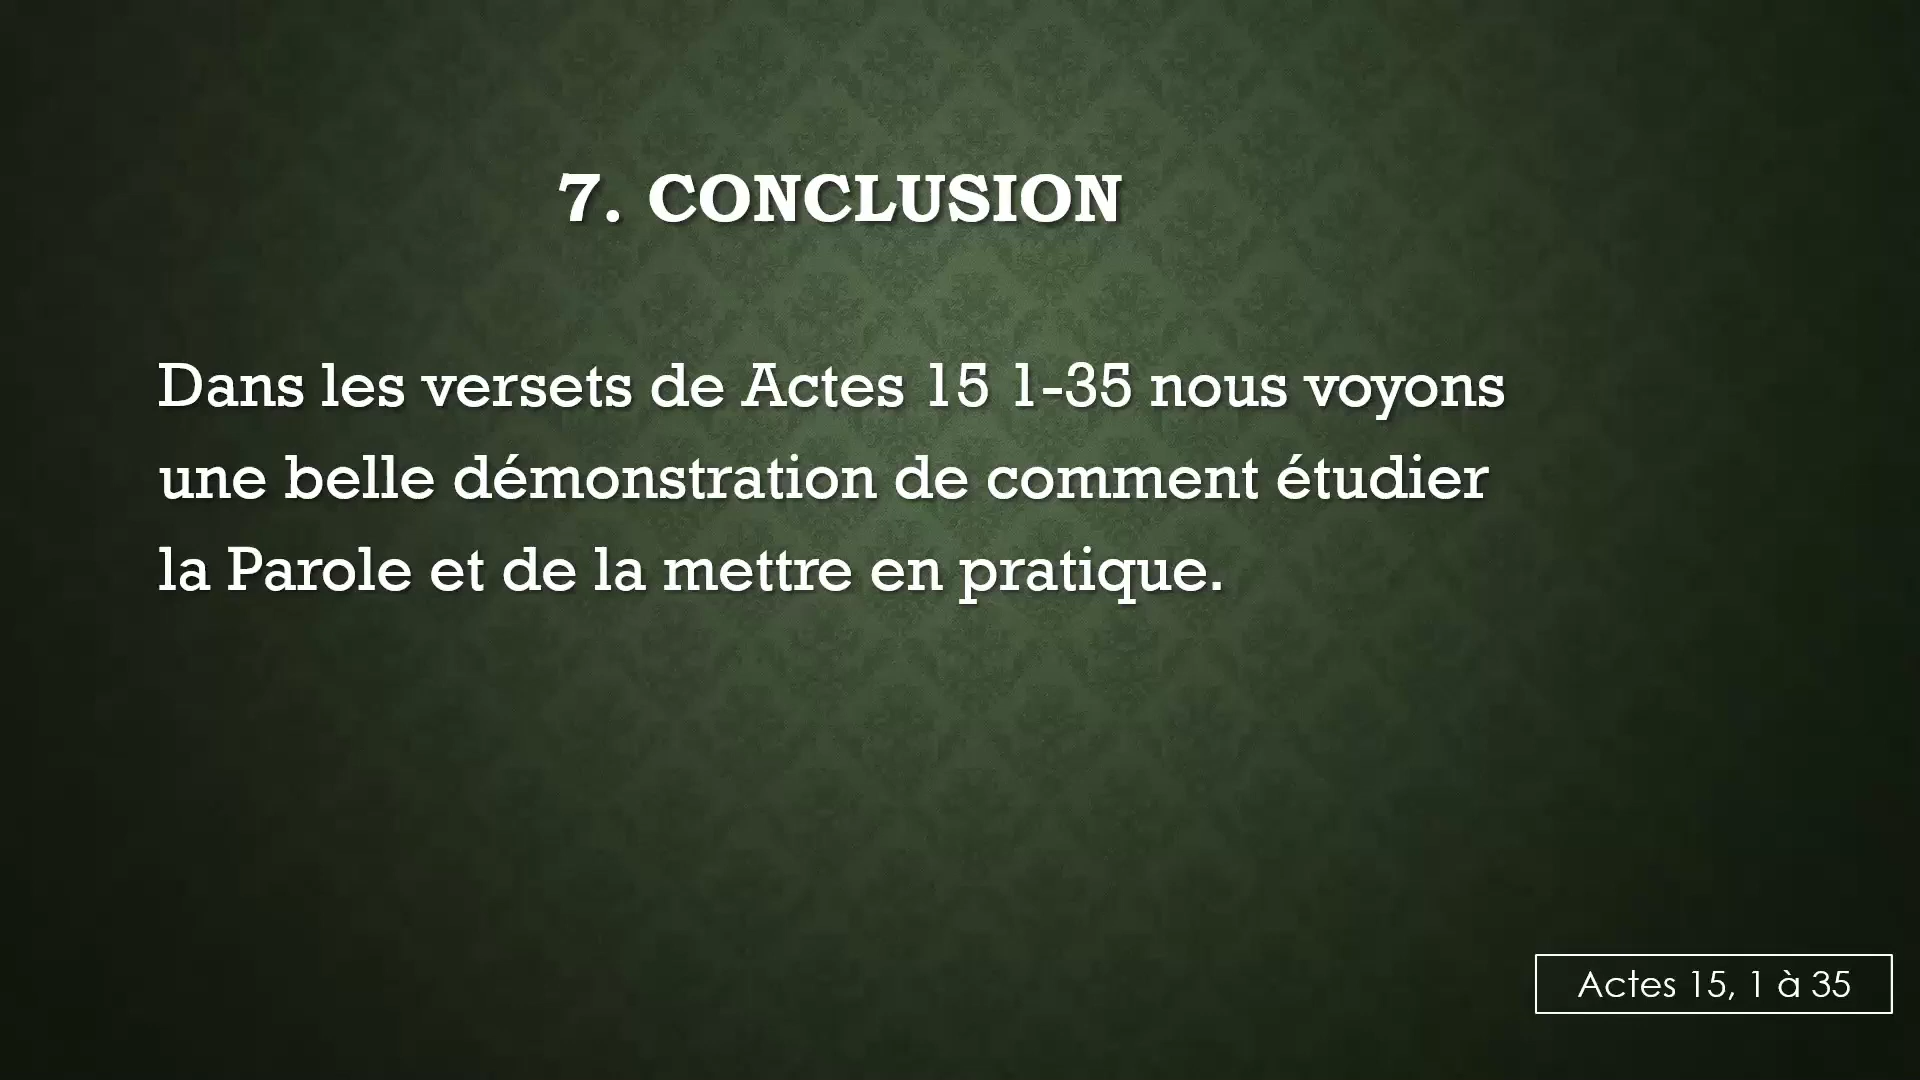 7. CONCLUSION
Dans les versets de Actes 15 1-35 nous voyons
une belle démonstration de comment étudier
la Parole et de la mettre en pratique.
Actes 15, 1 à 35